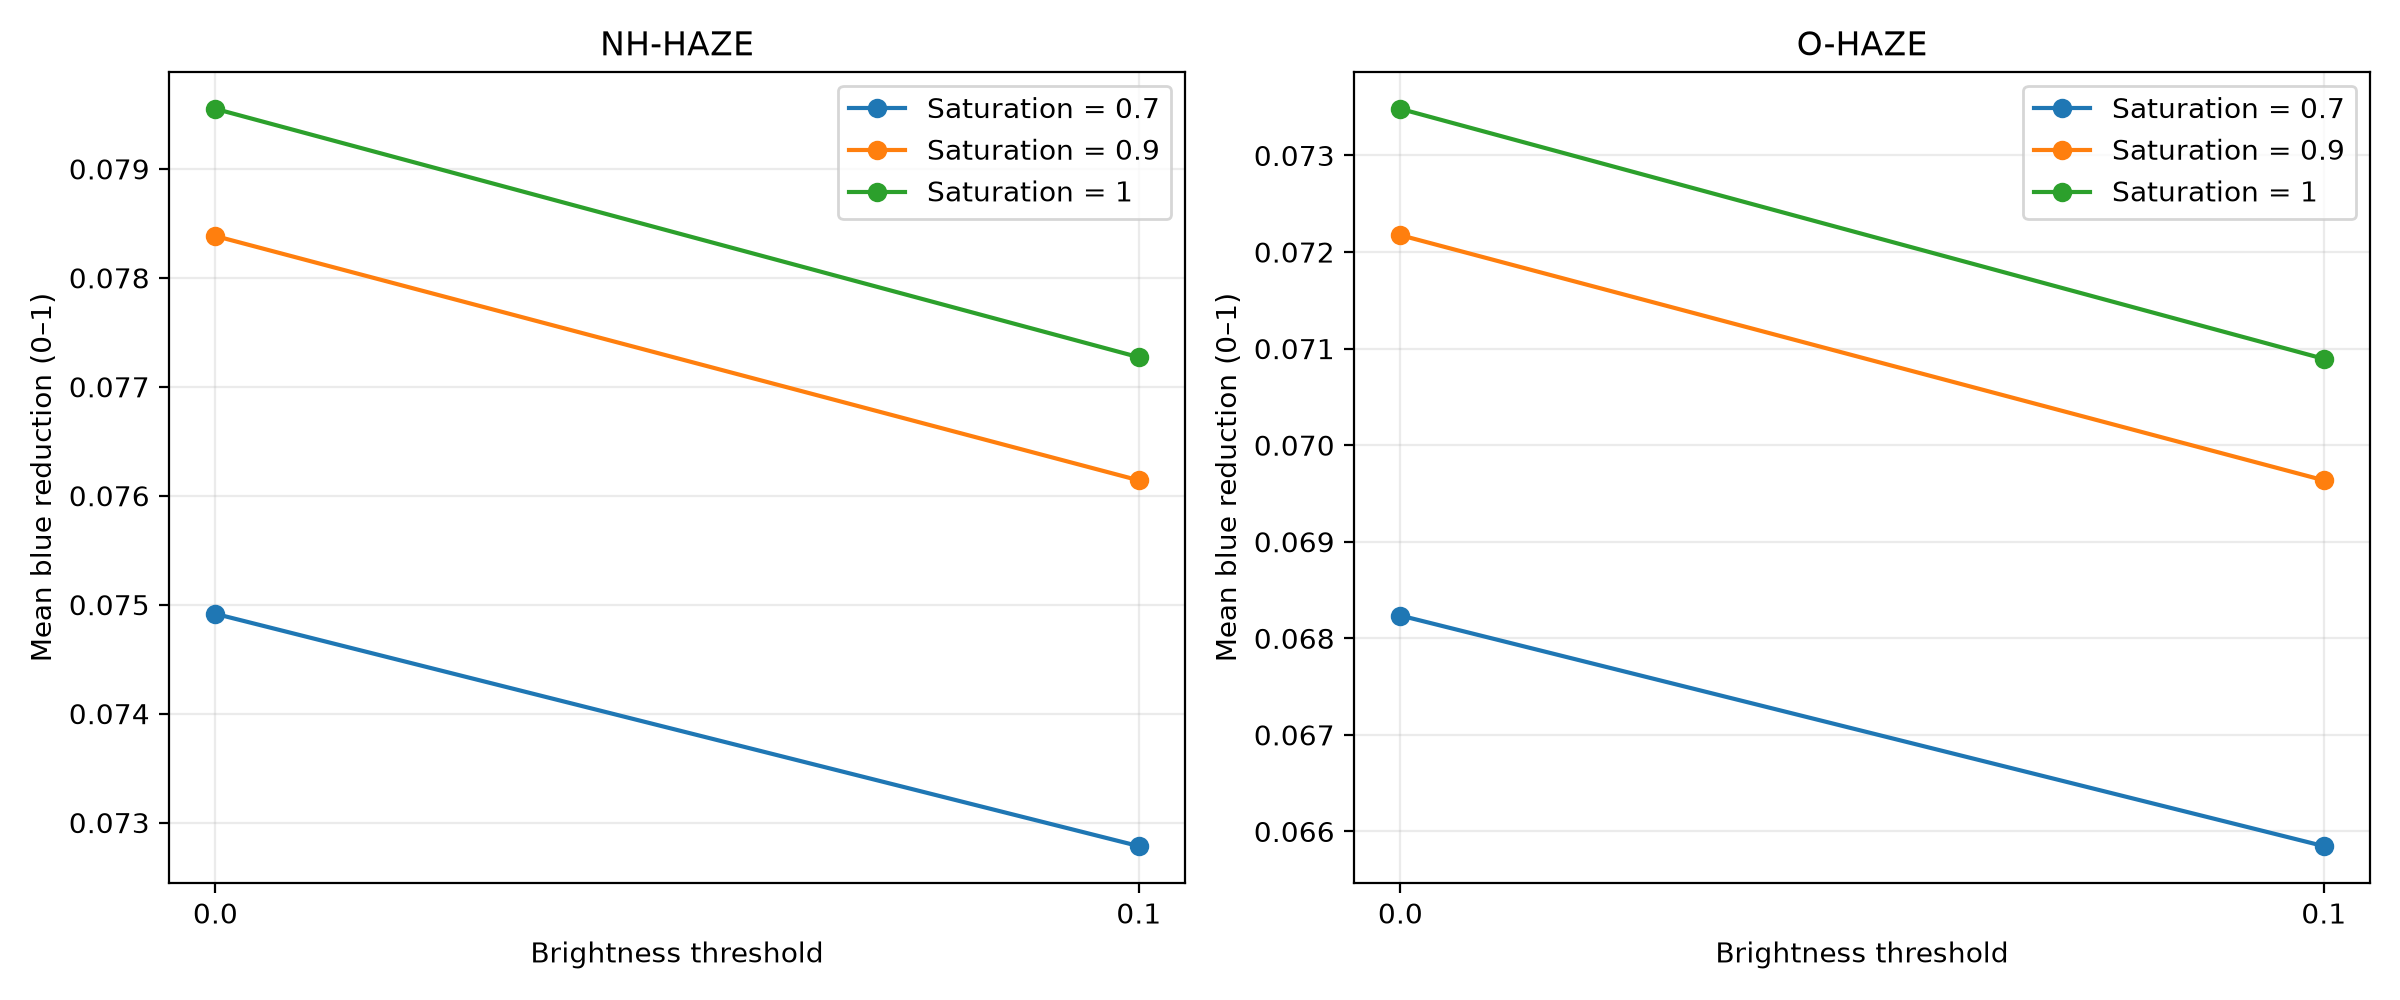 NH-HAZE
Mean blue reduction (0–1)
0.079
0.078
0.077
0.076
0.075
0.074
0.073
0.0
0.1
Brightness threshold
Saturation = 0.7
Saturation = 0.9
Saturation = 1
O-HAZE
Mean blue reduction (0–1)
0.073
0.072
0.071
0.070
0.069
0.068
0.067
0.066
0.0
0.1
Brightness threshold
Saturation = 0.7
Saturation = 0.9
Saturation = 1